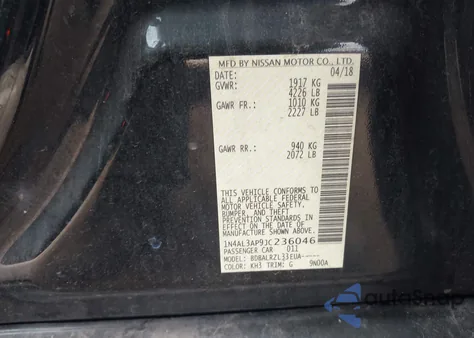 MFD BY NISSAN MOTOR CO., LTD.
DATE: 04/18
GVWR: 1917 KG
4226 LB
GAWR FR.: 1010 KG
2227 LB
GAWR RR.: 940 KG
2072 LB
THIS VEHICLE CONFORMS TO
ALL APPLICABLE FEDERAL
MOTOR VEHICLE SAFETY,
BUMPER, AND THEFT
PREVENTION STANDARDS IN
EFFECT ON THE DATE OF
MANUFACTURE SHOWN ABOVE.
1N4AL3AP9JC236046
PASSENGER CAR 011
MODEL: BDBALRZL33EUA-----
COLOR: KH3 TRIM: G 9N00A
AutoSnap